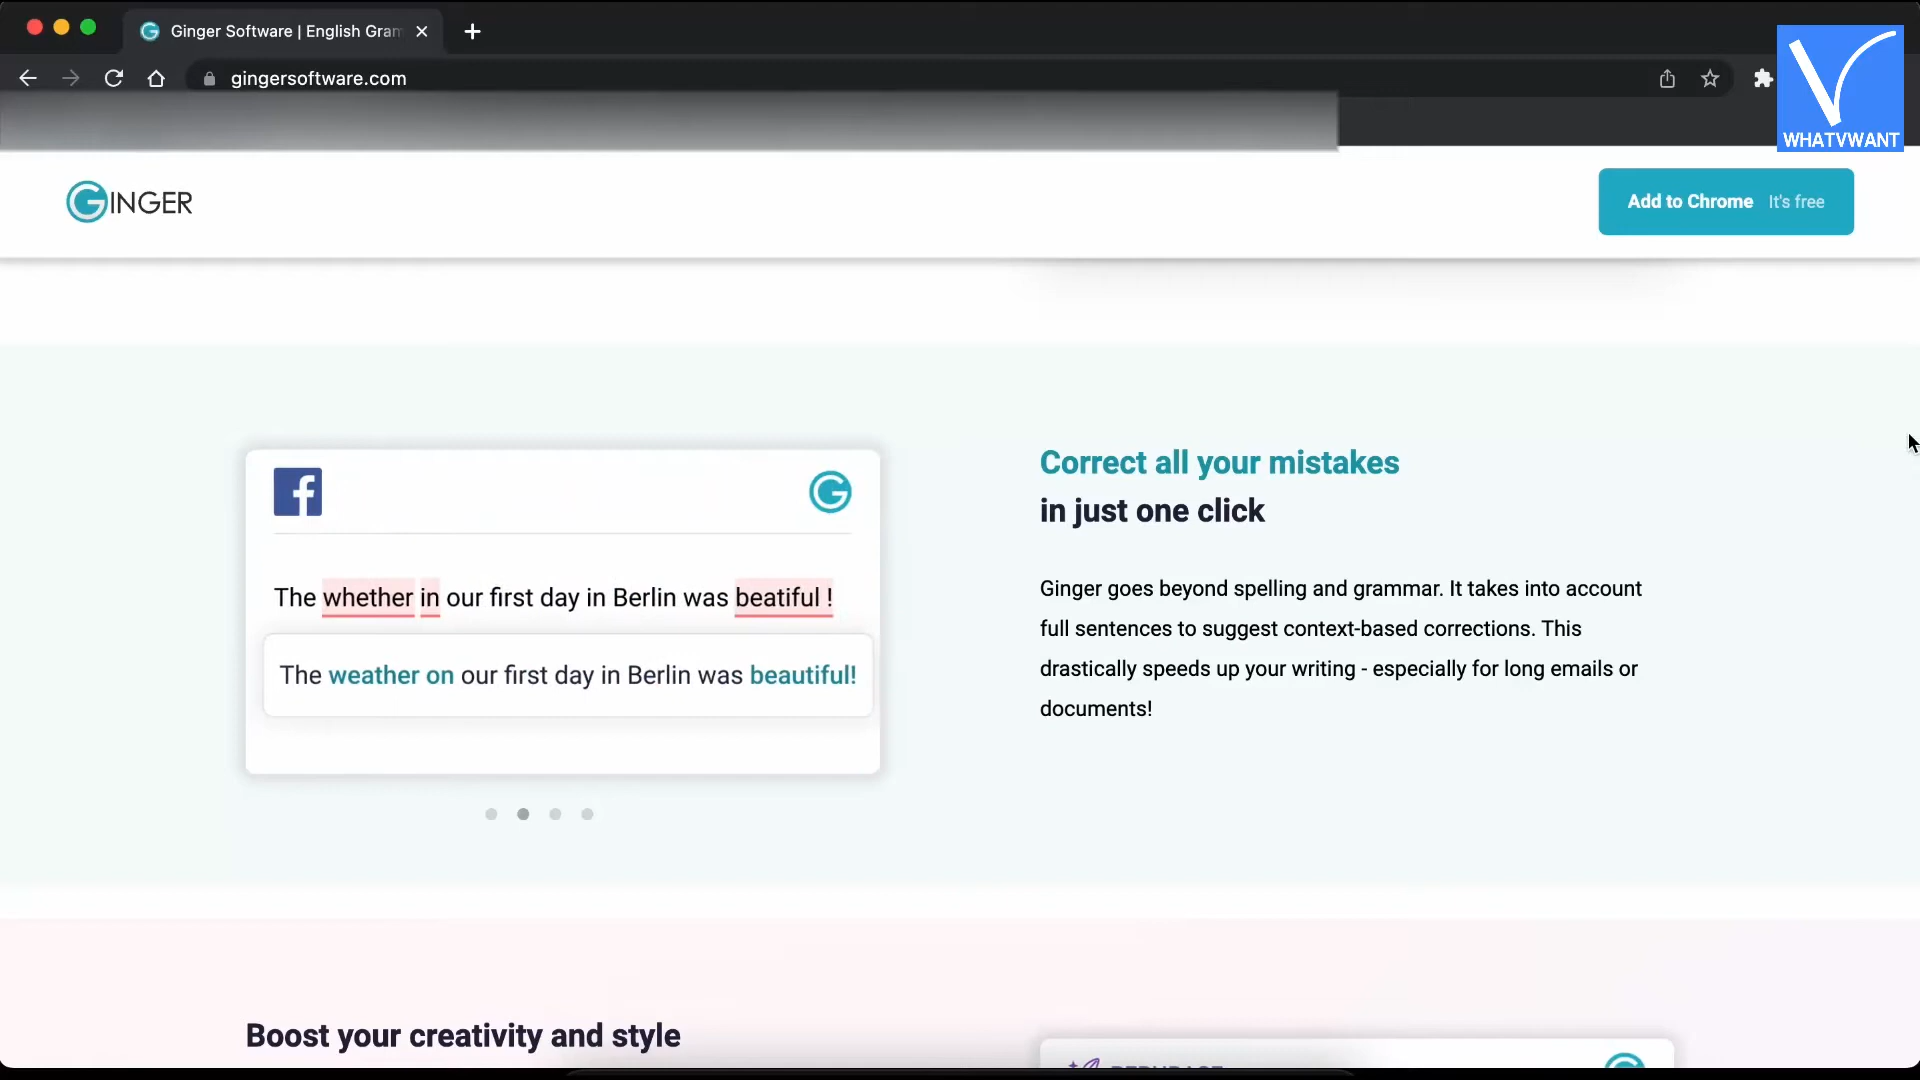 Ginger Software | English Gram
gingersoftware.com
WHATVWANT
GINGER
Add to Chrome It's free
The whether in our first day in Berlin was beatiful !
The weather on our first day in Berlin was beautiful!
Correct all your mistakes
in just one click
Ginger goes beyond spelling and grammar. It takes into account
full sentences to suggest context-based corrections. This
drastically speeds up your writing - especially for long emails or
documents!
Boost your creativity and style